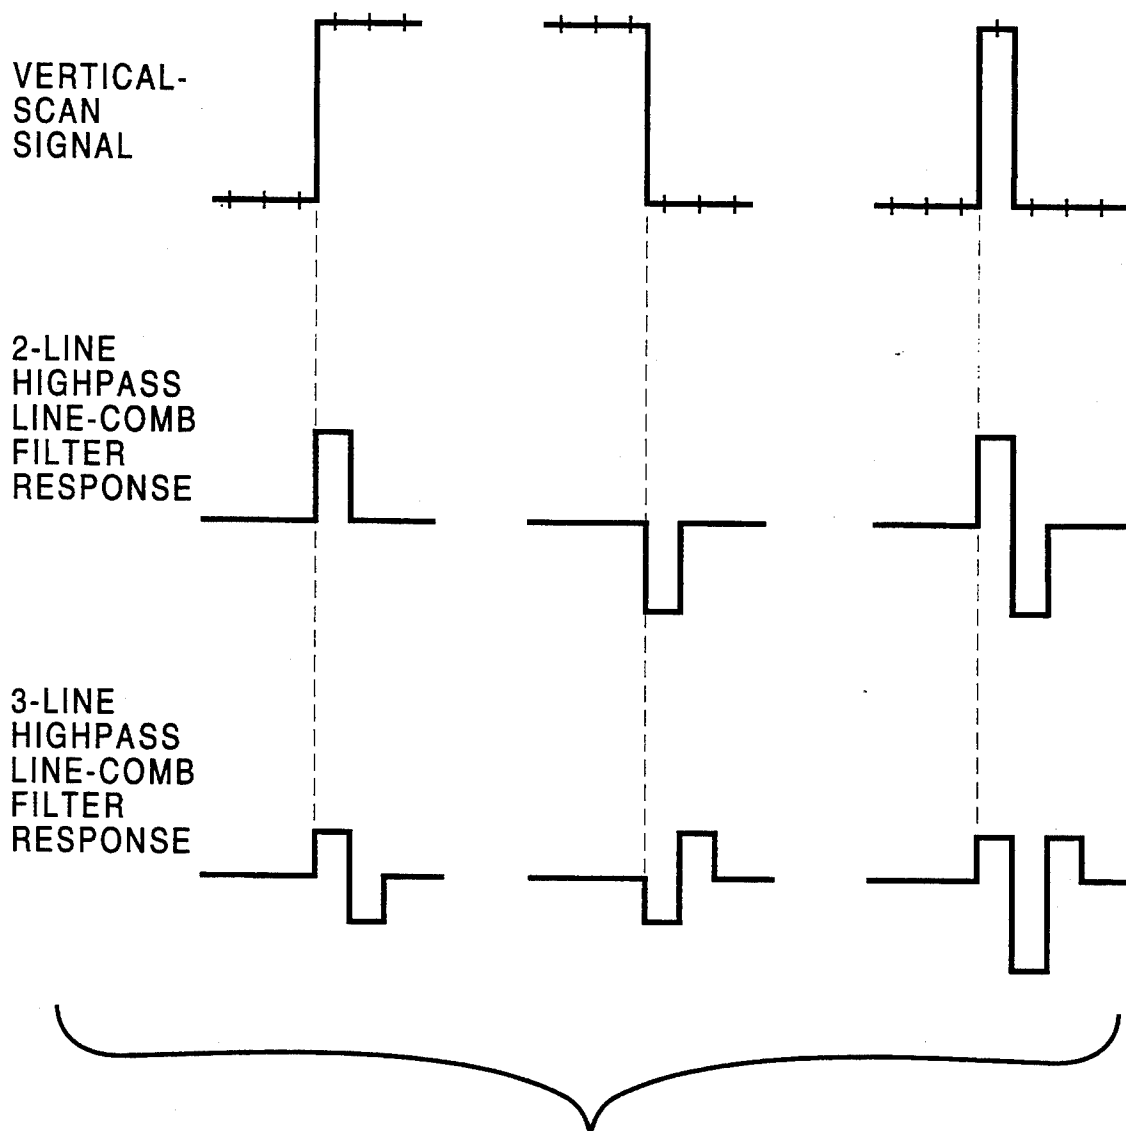 VERTICAL-
SCAN
SIGNAL
2-LINE
HIGHPASS
LINE-COMB
FILTER
RESPONSE
3-LINE
HIGHPASS
LINE-COMB
FILTER
RESPONSE